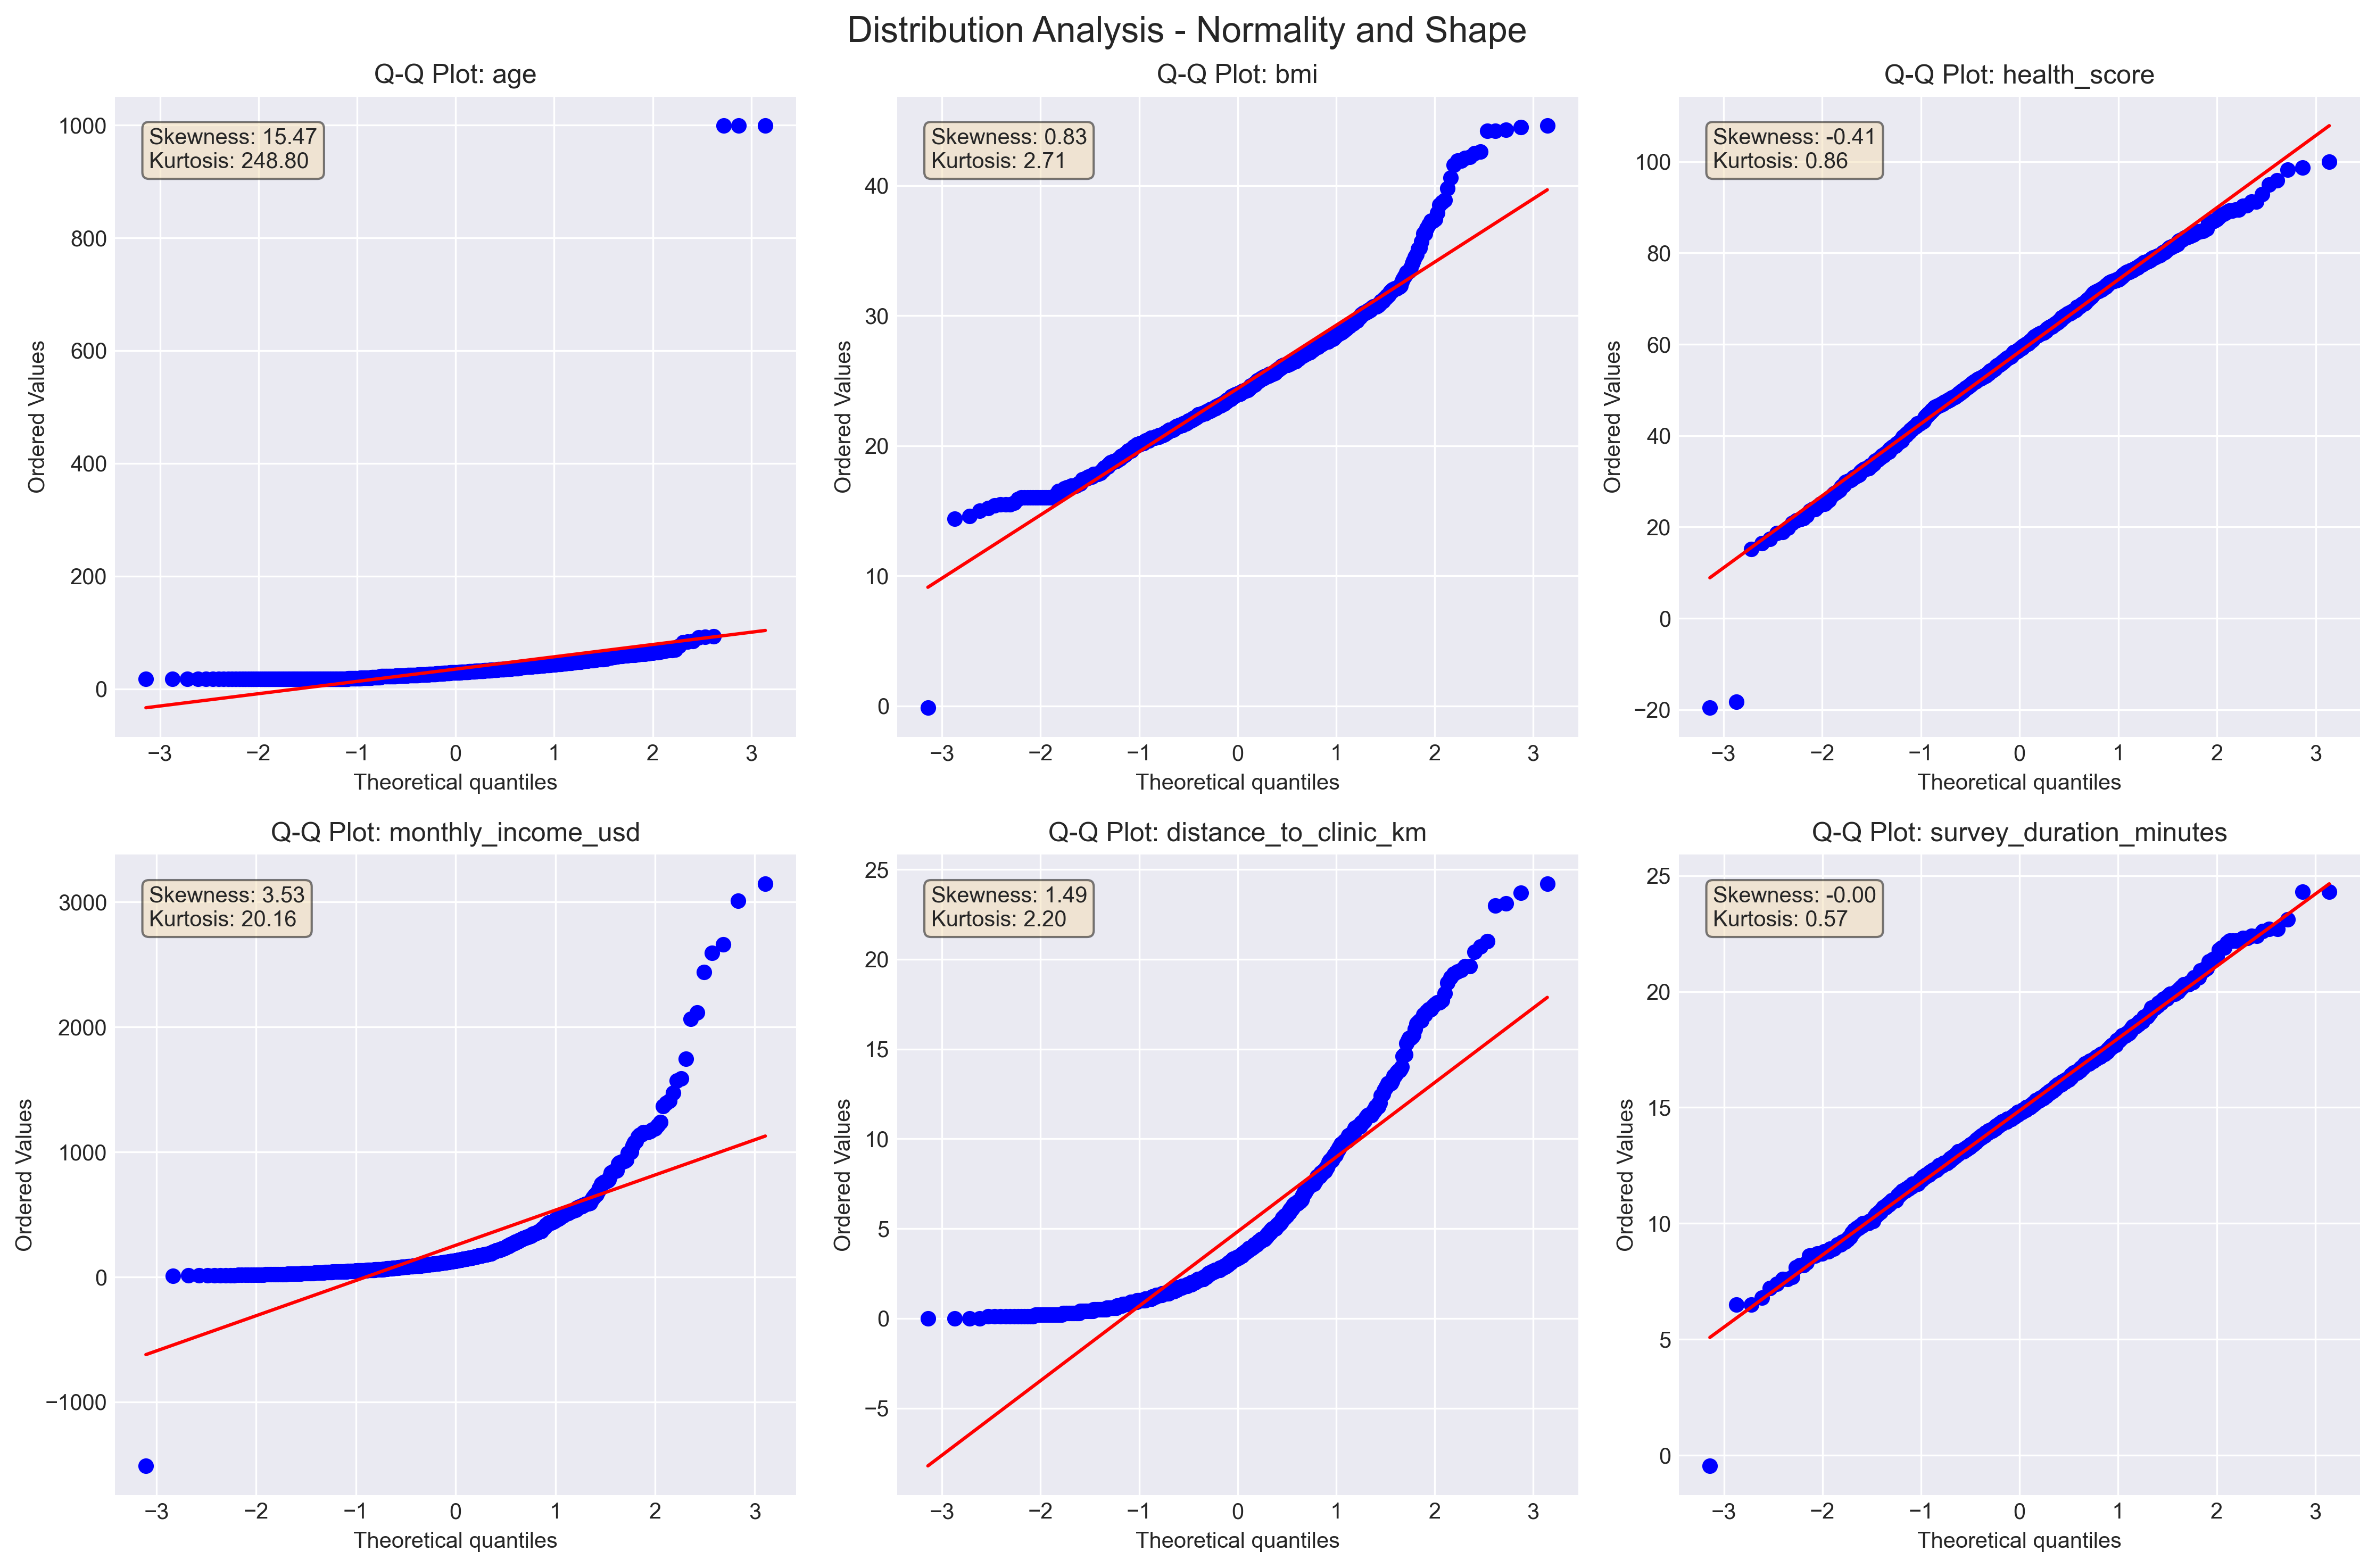 Distribution Analysis - Normality and Shape
Q-Q Plot: age
Skewness: 15.47
Kurtosis: 248.80
1000
800
600
400
200
0
Ordered Values
−3 −2 −1 0 1 2 3
Theoretical quantiles
Q-Q Plot: bmi
Skewness: 0.83
Kurtosis: 2.71
40
30
20
10
0
Ordered Values
−3 −2 −1 0 1 2 3
Theoretical quantiles
Q-Q Plot: health_score
Skewness: -0.41
Kurtosis: 0.86
100
80
60
40
20
0
−20
Ordered Values
−3 −2 −1 0 1 2 3
Theoretical quantiles
Q-Q Plot: monthly_income_usd
Skewness: 3.53
Kurtosis: 20.16
3000
2000
1000
0
−1000
Ordered Values
−3 −2 −1 0 1 2 3
Theoretical quantiles
Q-Q Plot: distance_to_clinic_km
Skewness: 1.49
Kurtosis: 2.20
25
20
15
10
5
0
−5
Ordered Values
−3 −2 −1 0 1 2 3
Theoretical quantiles
Q-Q Plot: survey_duration_minutes
Skewness: -0.00
Kurtosis: 0.57
25
20
15
10
5
0
Ordered Values
−3 −2 −1 0 1 2 3
Theoretical quantiles